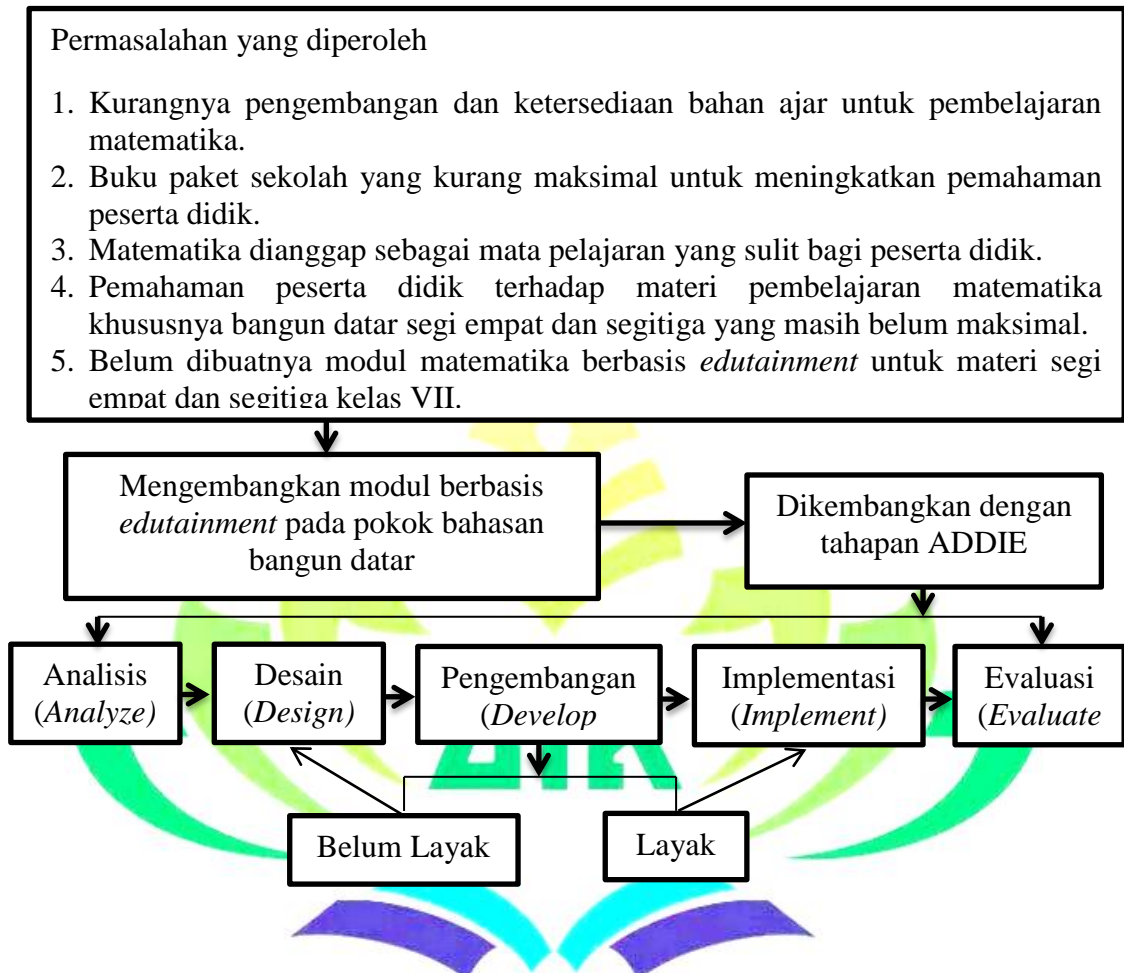 Permasalahan yang diperoleh
1. Kurangnya pengembangan dan ketersediaan bahan ajar untuk pembelajaran
matematika.
2. Buku paket sekolah yang kurang maksimal untuk meningkatkan pemahaman
peserta didik.
3. Matematika dianggap sebagai mata pelajaran yang sulit bagi peserta didik.
4. Pemahaman peserta didik terhadap materi pembelajaran matematika
khususnya bangun datar segi empat dan segitiga yang masih belum maksimal.
5. Belum dibuatnya modul matematika berbasis edutainment untuk materi segi
empat dan segitiga kelas VII.
Mengembangkan modul berbasis
edutainment pada pokok bahasan
bangun datar
Dikembangkan dengan
tahapan ADDIE
Analisis
(Analyze)
Desain
(Design)
Pengembangan
(Develop
Implementasi
(Implement)
Evaluasi
(Evaluate
Belum Layak
Layak